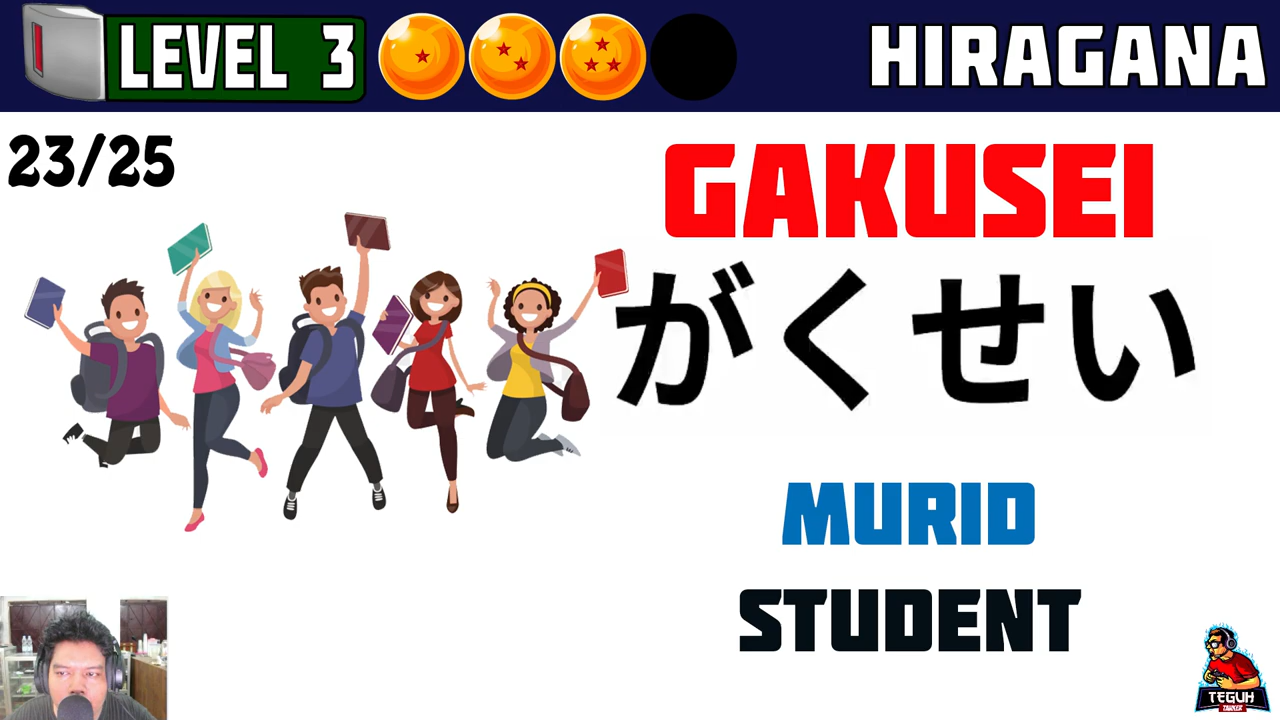 LEVEL 3
HIRAGANA
23/25
GAKUSEI
がくせい
MURID
STUDENT
TEGUH